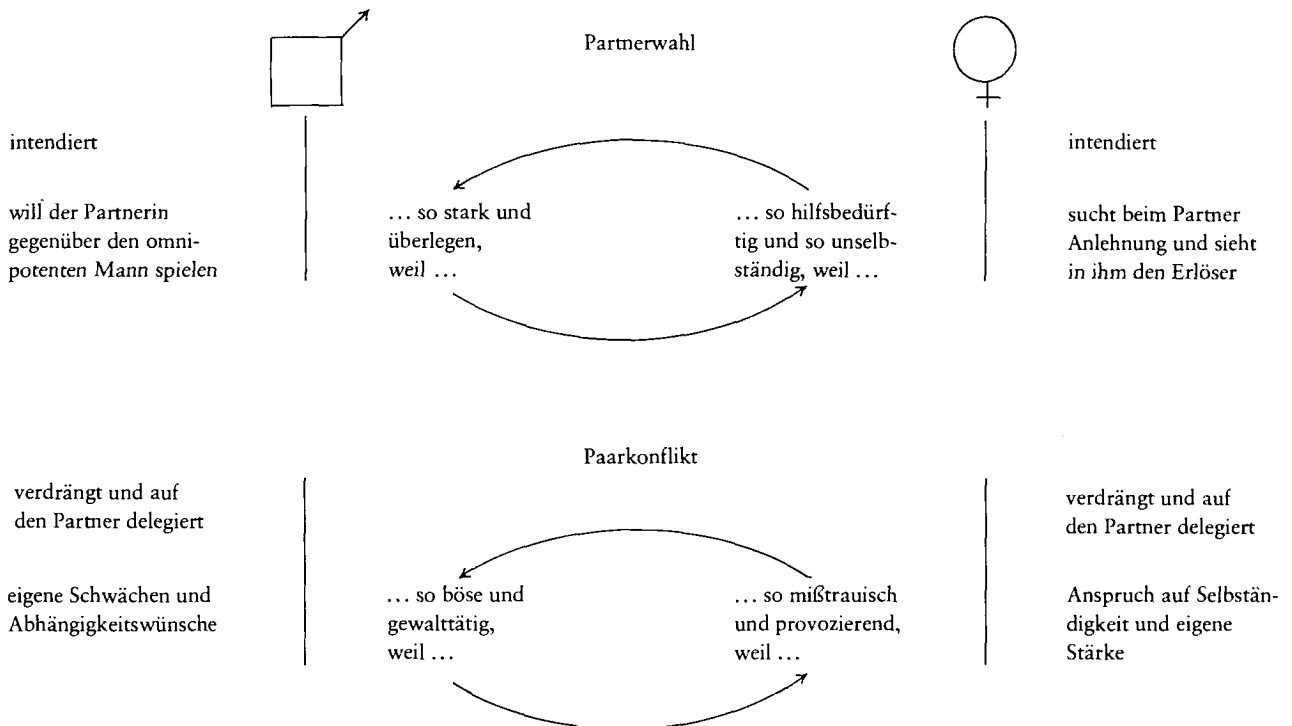 Partnerwahl
intendiert
will der Partnerin
gegenüber den omni-
potenten Mann spielen
... so stark und
überlegen,
weil ...
... so hilfsbedürf-
tig und so unselb-
ständig, weil ...
intendiert
sucht beim Partner
Anlehnung und sieht
in ihm den Erlöser
Paarkonflikt
verdrängt und auf
den Partner delegiert
eigene Schwächen und
Abhängigkeitswünsche
... so böse und
gewalttätig,
weil ...
... so mißtrauisch
und provozierend,
weil ...
verdrängt und auf
den Partner delegiert
Anspruch auf Selbstän-
digkeit und eigene
Stärke